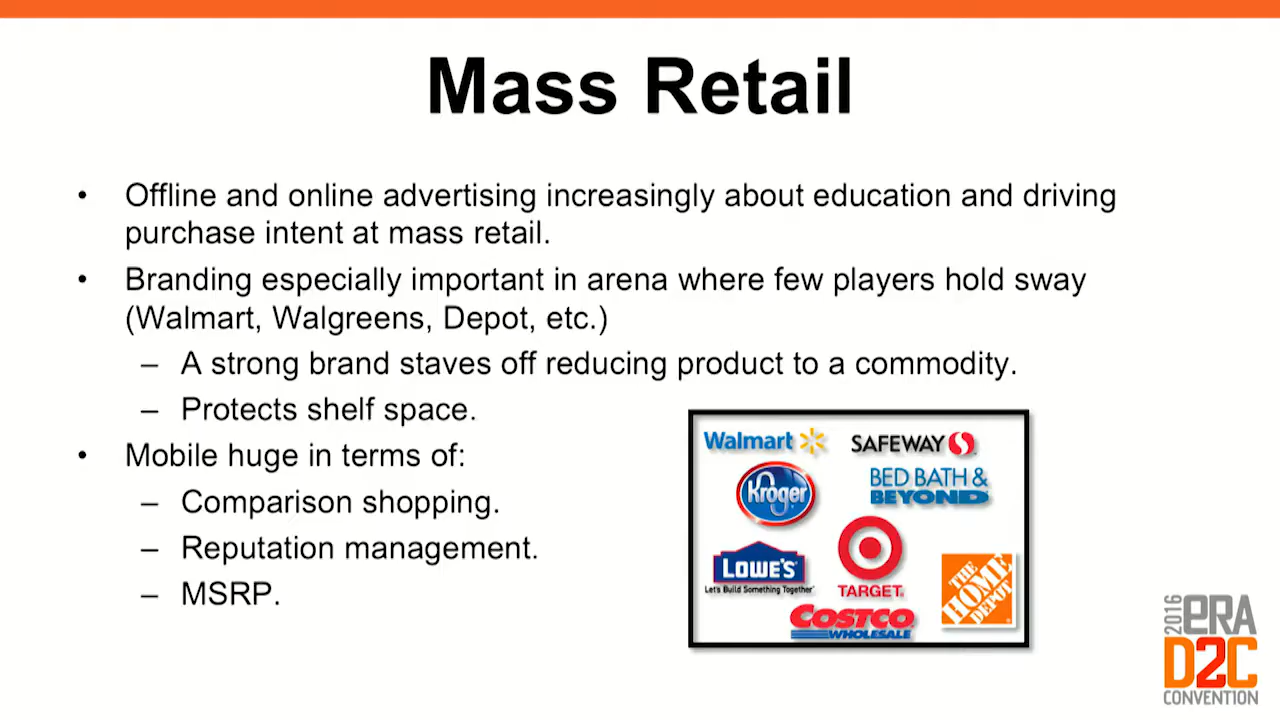 Mass Retail
• Offline and online advertising increasingly about education and driving
purchase intent at mass retail.
• Branding especially important in arena where few players hold sway
(Walmart, Walgreens, Depot, etc.)
– A strong brand staves off reducing product to a commodity.
– Protects shelf space.
• Mobile huge in terms of:
– Comparison shopping.
– Reputation management.
– MSRP.
Walmart
SAFEWAY
Kroger
BED BATH &
BEYOND
LOWE'S
Let's Build Something Together
TARGET
THE
HOME
DEPOT
COSTCO
WHOLESALE
2016
ERA
D2C
CONVENTION